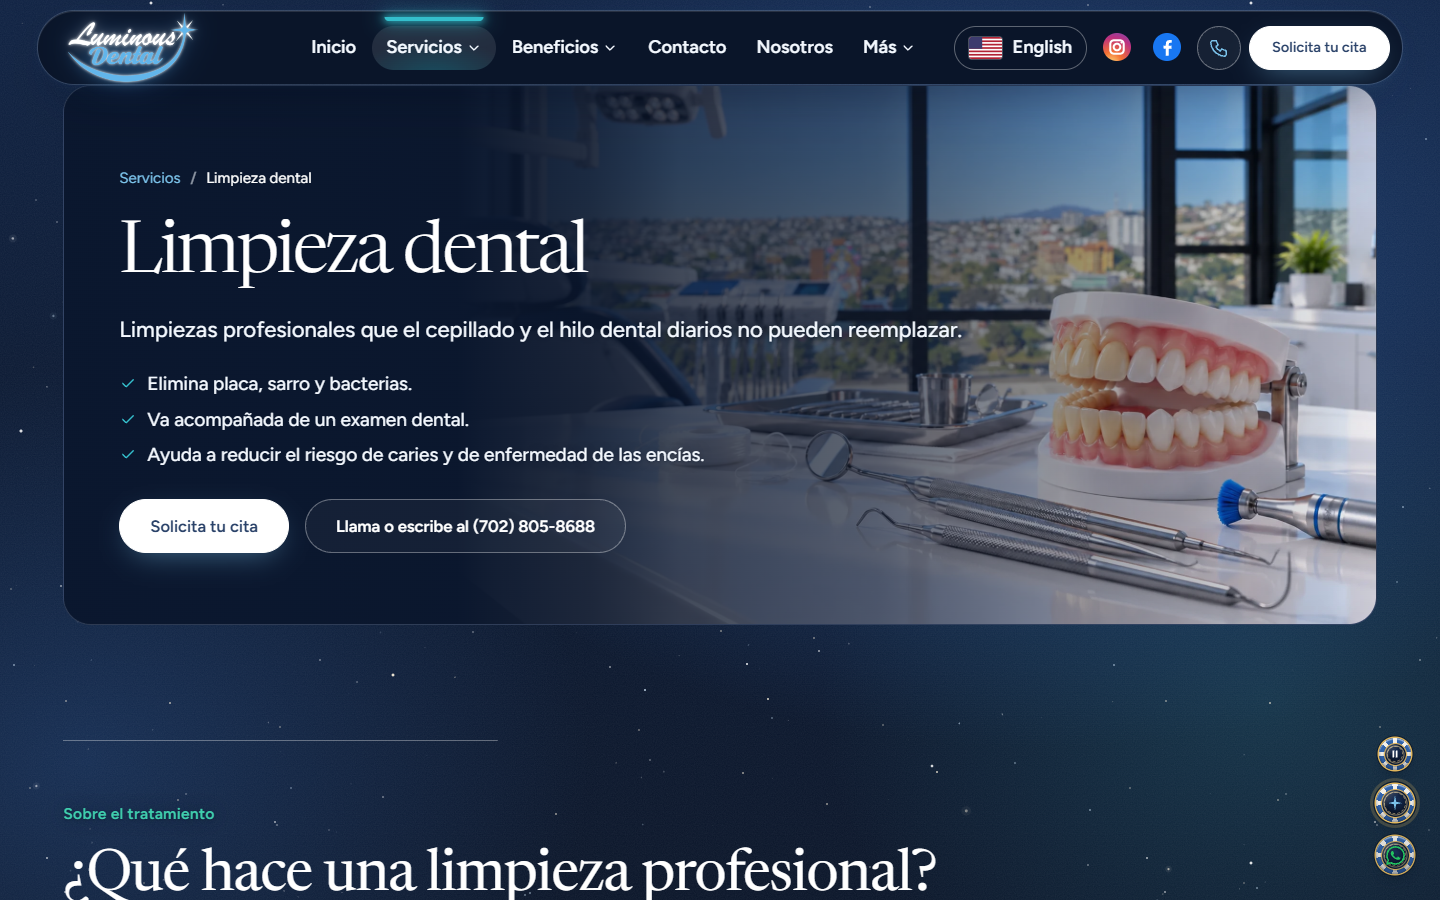 Luminous
Dental
Inicio
Servicios
Beneficios
Contacto
Nosotros
Más
English
Solicita tu cita
Servicios / Limpieza dental
Limpieza dental
Limpiezas profesionales que el cepillado y el hilo dental diarios no pueden reemplazar.
Elimina placa, sarro y bacterias.
Va acompañada de un examen dental.
Ayuda a reducir el riesgo de caries y de enfermedad de las encías.
Solicita tu cita
Llama o escribe al (702) 805-8688
Sobre el tratamiento
¿Qué hace una limpieza profesional?